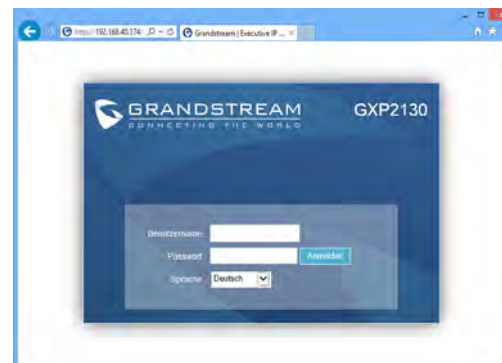 http://192.168.40.174/
Grandstream | Executive IP ...
GRANDSTREAM GXP2130
CONNECTING THE WORLD
Benutzername:
Passwort Anmelden
Sprache Deutsch